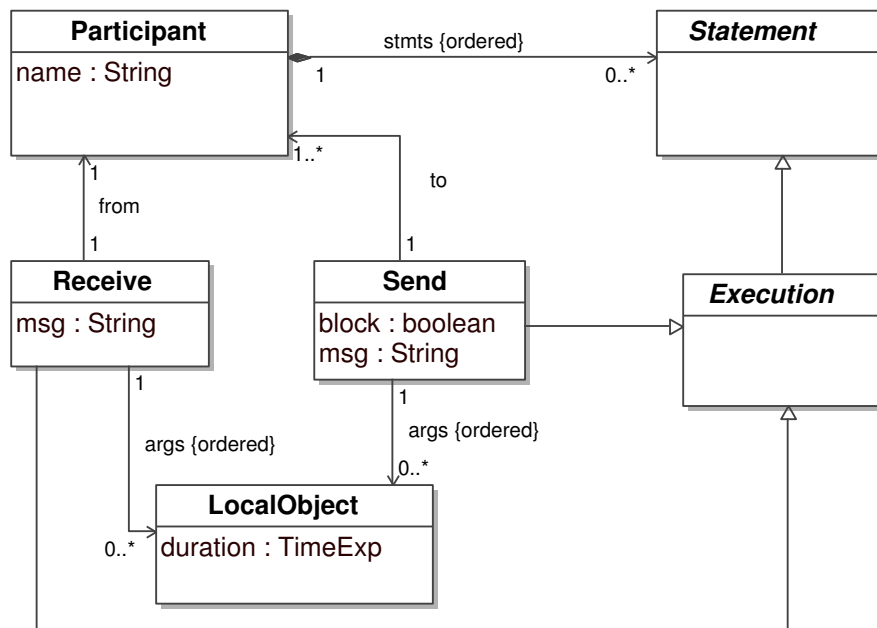 Participant
name : String
stmts {ordered}
1
0..*
Statement
1..*
to
1
1
from
1
Receive
msg : String
Send
block : boolean
msg : String
Execution
1
args {ordered}
0..*
1
args {ordered}
0..*
LocalObject
duration : TimeExp